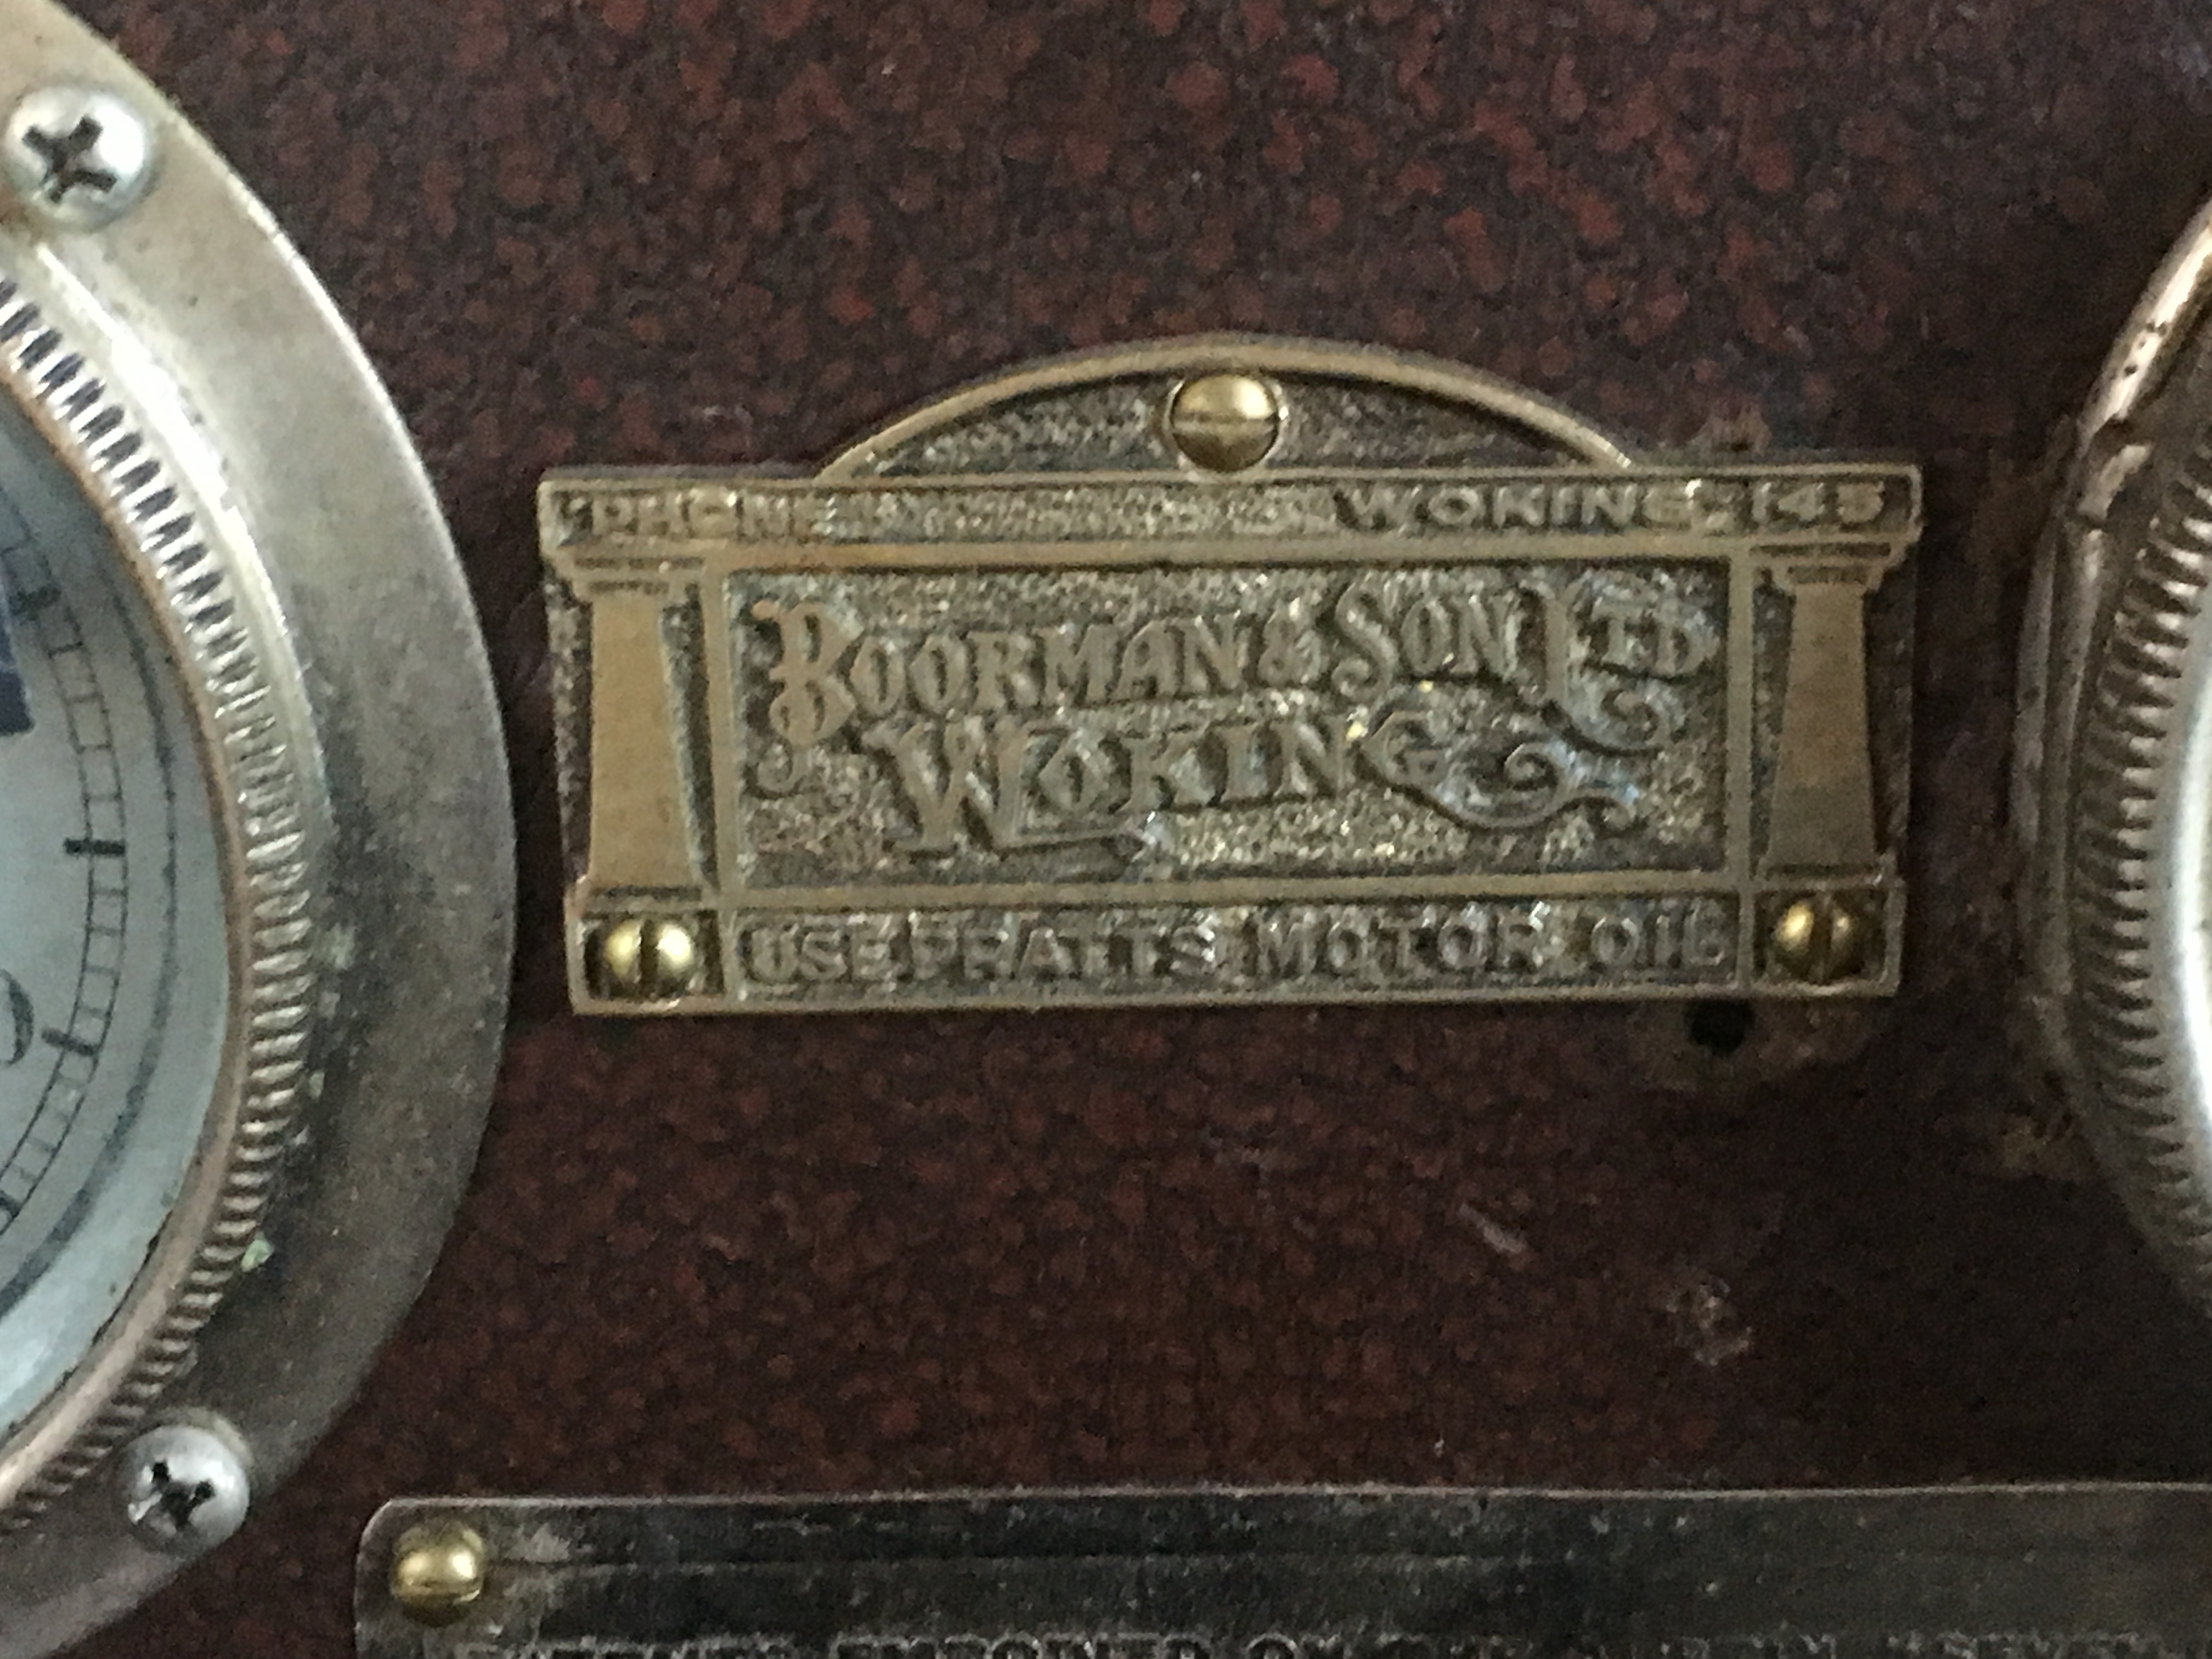 'PHONE WOKING 145
BOORMAN & SON LTD
WOKING
USE PRATTS MOTOR OIL